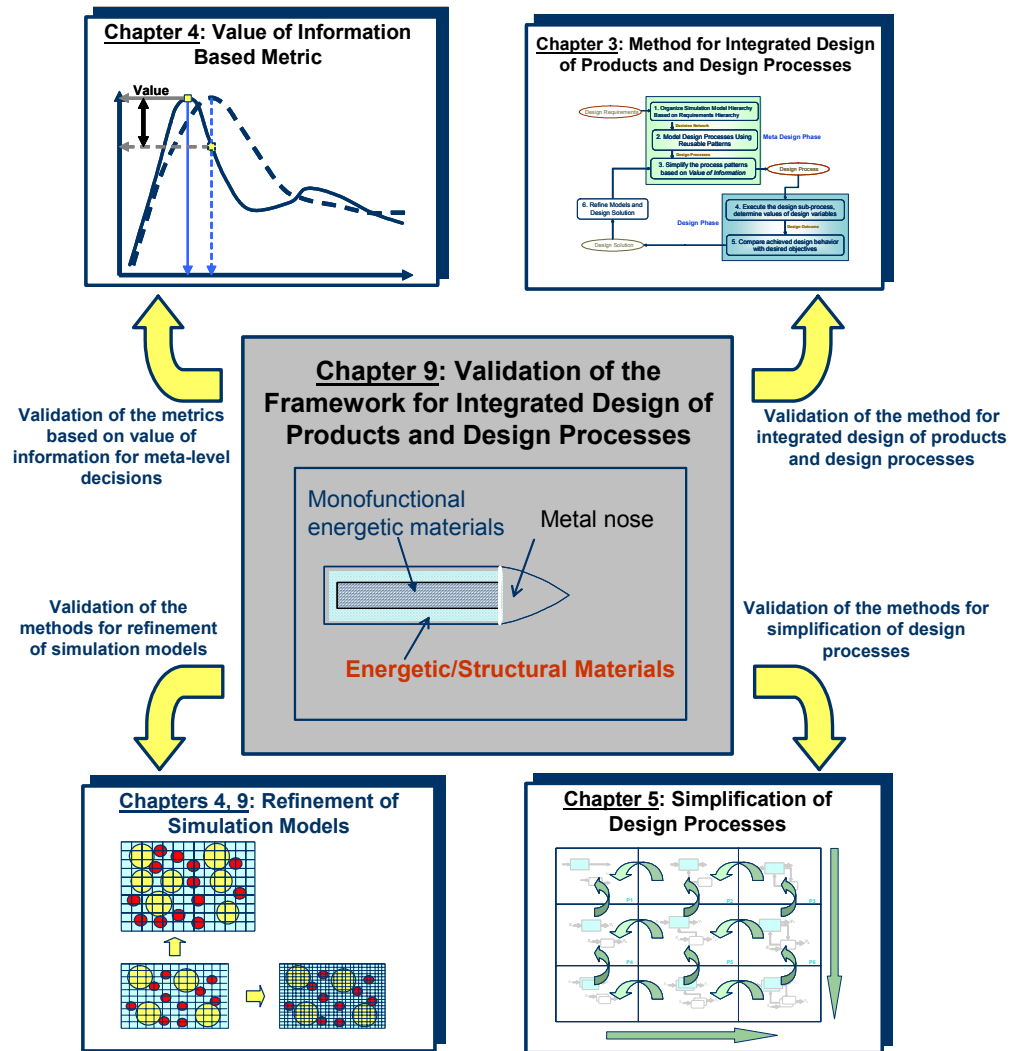 Chapter 4: Value of Information
Based Metric
Value
Chapter 3: Method for Integrated Design
of Products and Design Processes
Design Requirements
1. Organize Simulation Model Hierarchy
Based on Requirements Hierarchy
Decision Network
2. Model Design Processes Using
Reusable Patterns
Meta Design Phase
Design Processes
3. Simplify the process patterns
based on Value of Information
Design Process
6. Refine Models and
Design Solution
4. Execute the design sub-process,
determine values of design variables
Design Phase
Design Outcome
5. Compare achieved design behavior
with desired objectives
Design Solution
Chapter 9: Validation of the
Framework for Integrated Design of
Products and Design Processes
Monofunctional
energetic materials
Metal nose
Energetic/Structural Materials
Validation of the metrics
based on value of
information for meta-level
decisions
Validation of the method for
integrated design of products
and design processes
Validation of the
methods for refinement
of simulation models
Validation of the methods for
simplification of design
processes
Chapters 4, 9: Refinement of
Simulation Models
Chapter 5: Simplification of
Design Processes
P1
P2
P3
P4
P5
P6